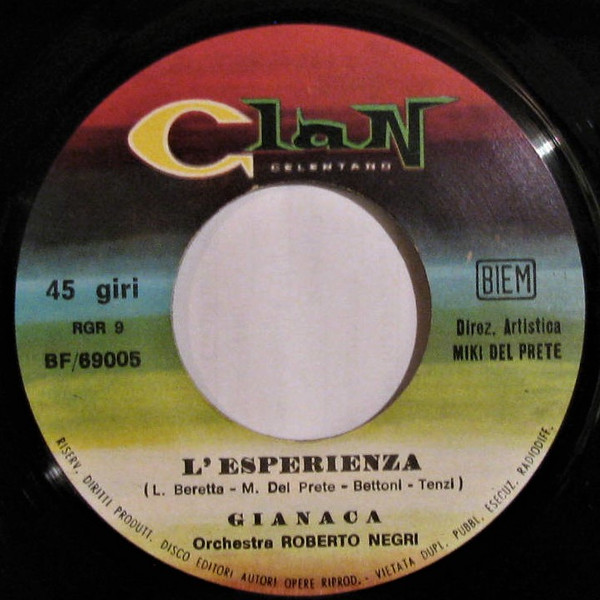 Clan
CELENTANO
45 giri
RGR 9
BF/69005
BIEM
Direz. Artistica
MIKI DEL PRETE
L'ESPERIENZA
(L. Beretta - M. Del Prete - Bettoni - Tenzi)
GIANACA
Orchestra ROBERTO NEGRI
RISERV. DIRITTI PRODUTT. DISCO EDITORI AUTORI OPERE RIPROD. - VIETATA DUPL. PUBBL. ESECUZ. RADIODIFF.